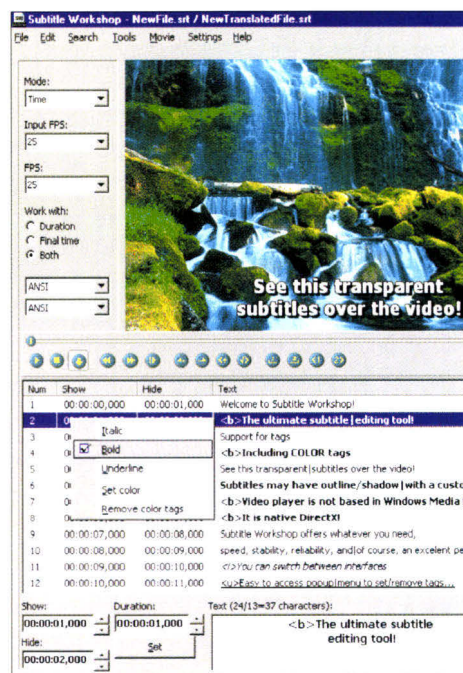 Subtitle Workshop - NewFile.srt / NewTranslatedFile.srt
File Edit Search Tools Movie Settings Help
Mode:
Time
Input FPS:
25
FPS:
25
Work with:
Duration
Final time
Both
ANSI
ANSI
See this transparent
subtitles over the video!
Num Show Hide Text
1 00:00:00,000 00:00:01,000 Welcome to Subtitle Workshop!
2 <b>The ultimate subtitle|editing tool!
3 Support for tags
4 <b>Including COLOR tags
5 See this transparent|subtitles over the video!
6 Subtitles may have outline/shadow|with a custo
7 <b>Video player is not based in Windows Media
8 <b>It is native DirectX!
9 00:00:07,000 00:00:08,000 Subtitle Workshop offers whatever you need,
10 00:00:08,000 00:00:09,000 speed, stability, reliability, and|of course, an excelent pe
11 00:00:09,000 00:00:10,000 <i>You can switch between interfaces
12 00:00:10,000 00:00:11,000 <u>Easy to access popup|menu to set/remove tags...
Italic
Bold
Underline
Set color
Remove color tags
Show: Duration: Text (24/13=37 characters):
00:00:01,000 00:00:01,000 <b>The ultimate subtitle
editing tool!
Hide: Set
00:00:02,000